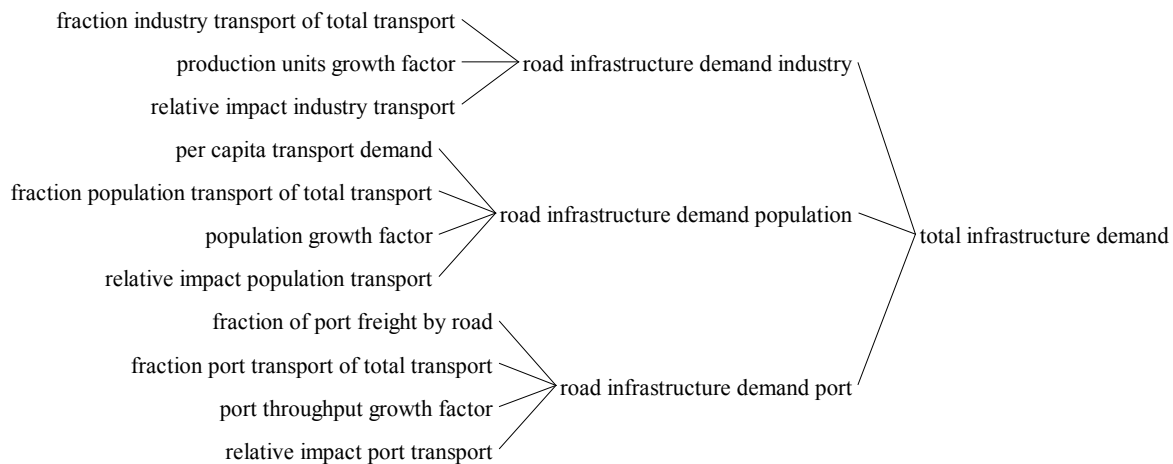 fraction industry transport of total transport
production units growth factor
road infrastructure demand industry
relative impact industry transport
per capita transport demand
fraction population transport of total transport
road infrastructure demand population
population growth factor
total infrastructure demand
relative impact population transport
fraction of port freight by road
fraction port transport of total transport
road infrastructure demand port
port throughput growth factor
relative impact port transport